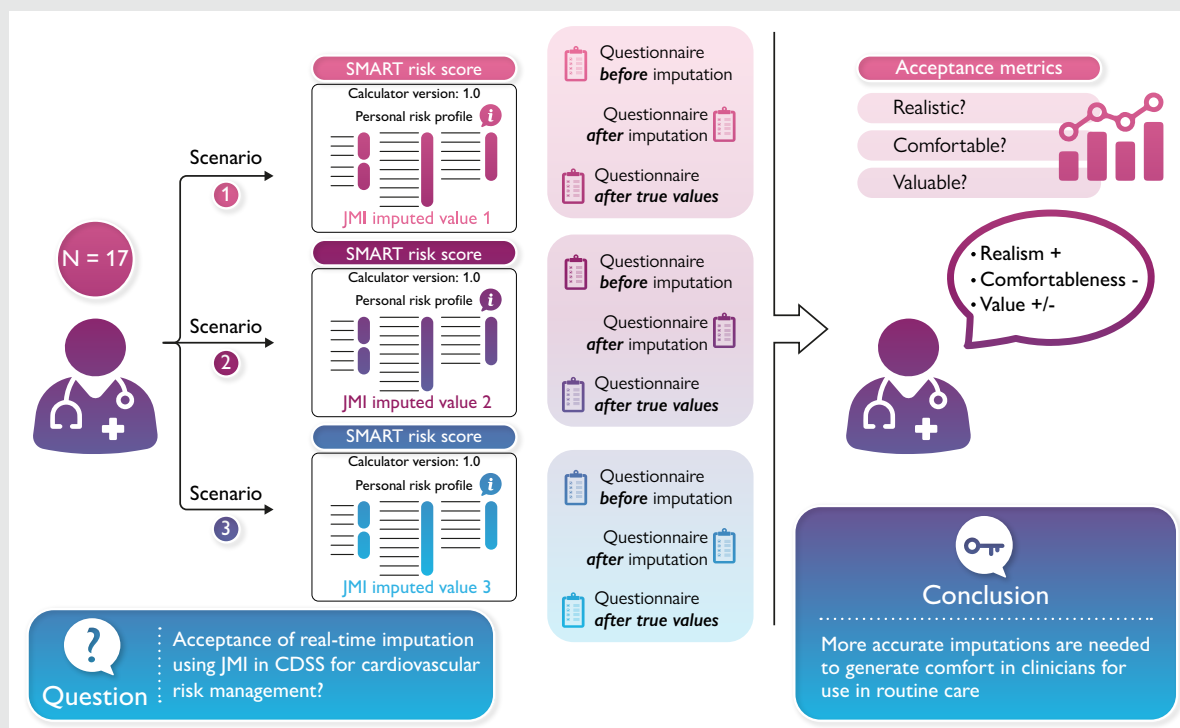 N = 17
Scenario
1
Scenario
2
Scenario
3
SMART risk score
Calculator version: 1.0
Personal risk profile i
JMI imputed value 1
SMART risk score
Calculator version: 1.0
Personal risk profile i
JMI imputed value 2
SMART risk score
Calculator version: 1.0
Personal risk profile i
JMI imputed value 3
Questionnaire
before imputation
Questionnaire
after imputation
Questionnaire
after true values
Questionnaire
before imputation
Questionnaire
after imputation
Questionnaire
after true values
Questionnaire
before imputation
Questionnaire
after imputation
Questionnaire
after true values
Acceptance metrics
Realistic?
Comfortable?
Valuable?
• Realism +
• Comfortableness -
• Value +/-
?
Question
Acceptance of real-time imputation
using JMI in CDSS for cardiovascular
risk management?
Conclusion
More accurate imputations are needed
to generate comfort in clinicians for
use in routine care